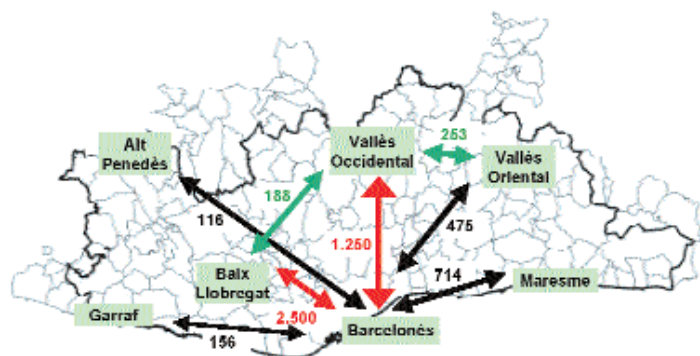 253
Alt
Penedès
Vallès
Occidental
Vallès
Oriental
188
116
1.250
475
Baix
Llobregat
714
Maresme
Garraf
2.500
Barcelonès
156